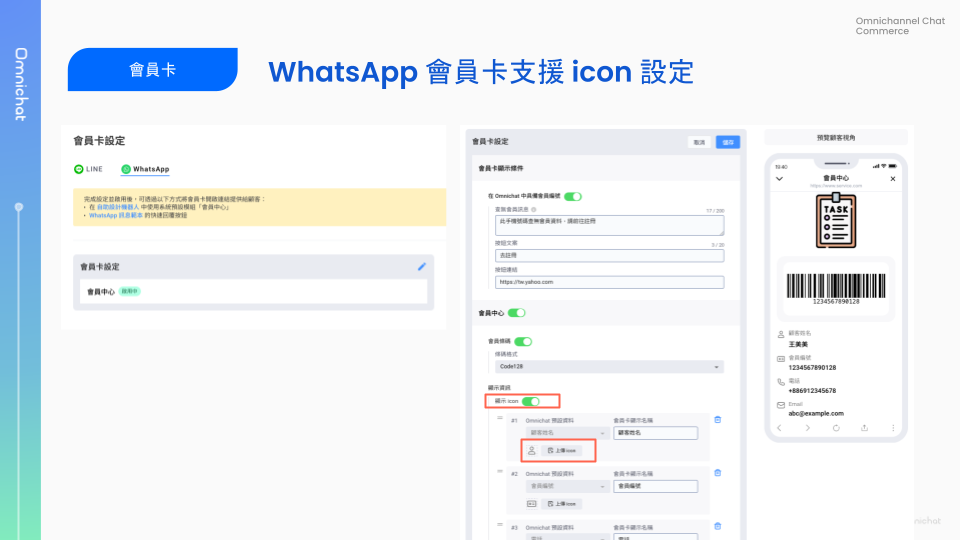 Omnichannel Chat
Commerce
Omnichat
會員卡
WhatsApp 會員卡支援 icon 設定
會員卡設定
LINE
WhatsApp
完成設定並啟用後，可透過以下方式將會員卡開啟連結提供給顧客：
• 在 自助設計機器人 中使用系統預設模組「會員中心」
• WhatsApp 訊息範本 的快速回覆按鈕
會員卡設定
會員中心 啟用中
會員卡設定
取消
儲存
會員卡顯示條件
在 Omnichat 中具備會員編號
查無會員訊息
17 / 200
此手機號碼查無會員資料，請前往註冊
按鈕文案
3 / 20
去註冊
按鈕連結
https://tw.yahoo.com
會員中心
會員條碼
條碼格式
Code128
顯示資訊
顯示 icon
#1 Omnichat 預設資料 會員卡顯示名稱
顧客姓名 顧客姓名
上傳 icon
#2 Omnichat 預設資料 會員卡顯示名稱
會員編號 會員編號
上傳 icon
#3 Omnichat 預設資料 會員卡顯示名稱
電話 電話
預覽顧客視角
會員中心
TASK
1234567890128
顧客姓名
王美美
會員編號
1234567890128
電話
+886912345678
Email
abc@example.com